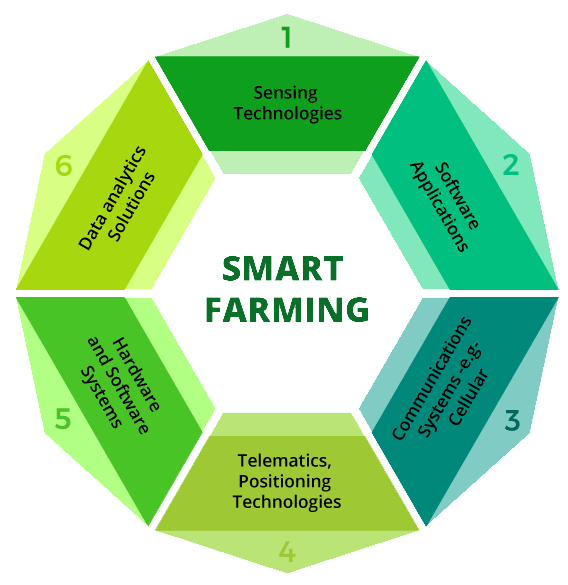 1
Sensing
Technologies
2
Software
Applications
3
Communications
Systems -e.g-
Cellular
4
Telematics,
Positioning
Technologies
5
Hardware
and Software
Systems
6
Data analytics
Solutions
SMART
FARMING